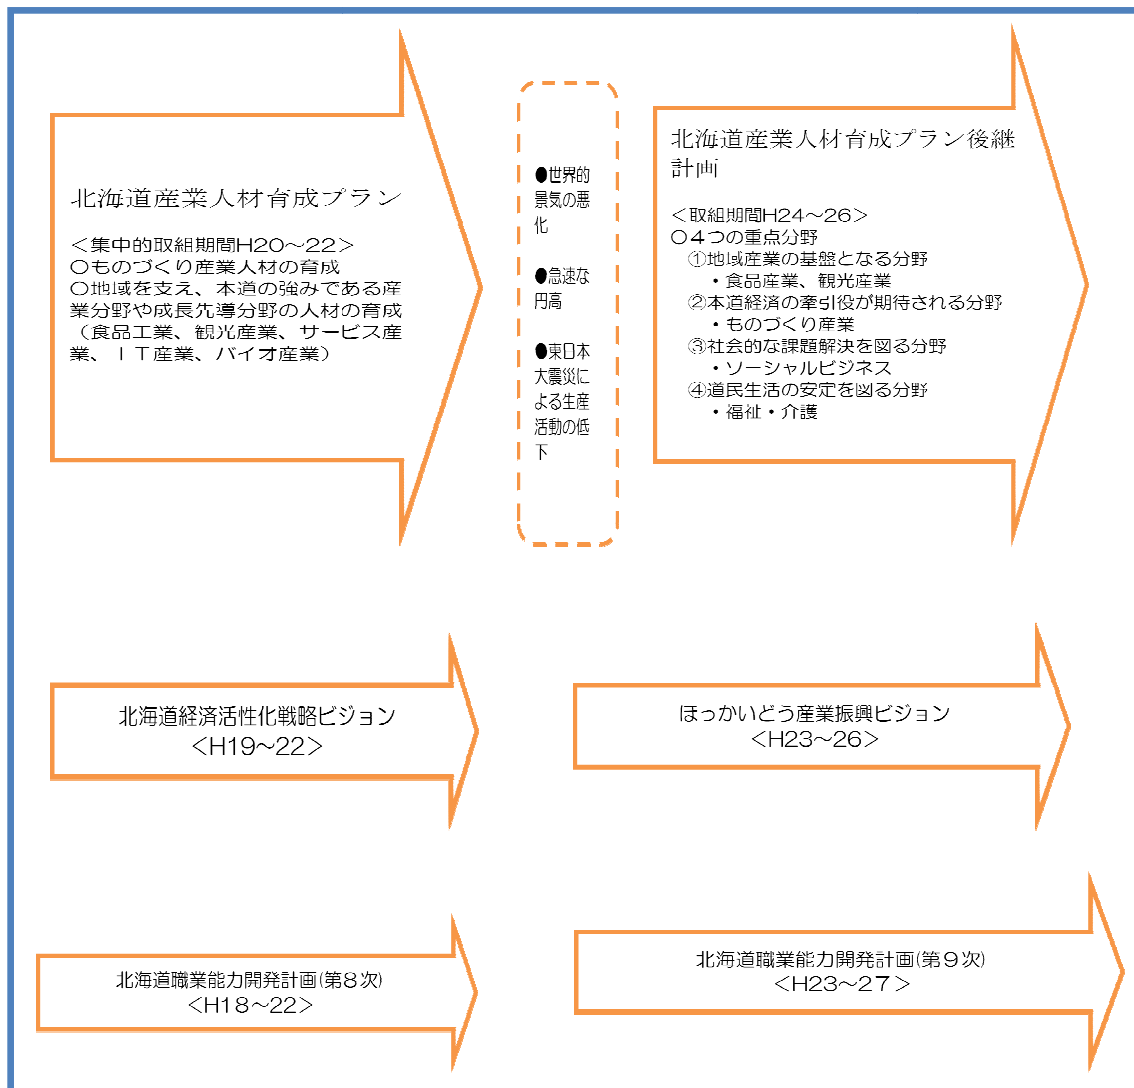 北海道産業人材育成プラン
＜集中的取組期間H20～22＞
○ものづくり産業人材の育成
○地域を支え、本道の強みである産
業分野や成長先導分野の人材の育成
（食品工業、観光産業、サービス産
業、ＩＴ産業、バイオ産業）
●世界的
景気の悪
化
●急速な
円高
●東日本
大震災に
よる生産
活動の低
下
北海道産業人材育成プラン後継
計画
＜取組期間H24～26＞
○４つの重点分野
①地域産業の基盤となる分野
・食品産業、観光産業
②本道経済の牽引役が期待される分野
・ものづくり産業
③社会的な課題解決を図る分野
・ソーシャルビジネス
④道民生活の安定を図る分野
・福祉・介護
北海道経済活性化戦略ビジョン
＜H19～22＞
ほっかいどう産業振興ビジョン
＜H23～26＞
北海道職業能力開発計画(第８次)
＜H18～22＞
北海道職業能力開発計画(第９次)
＜H23～27＞